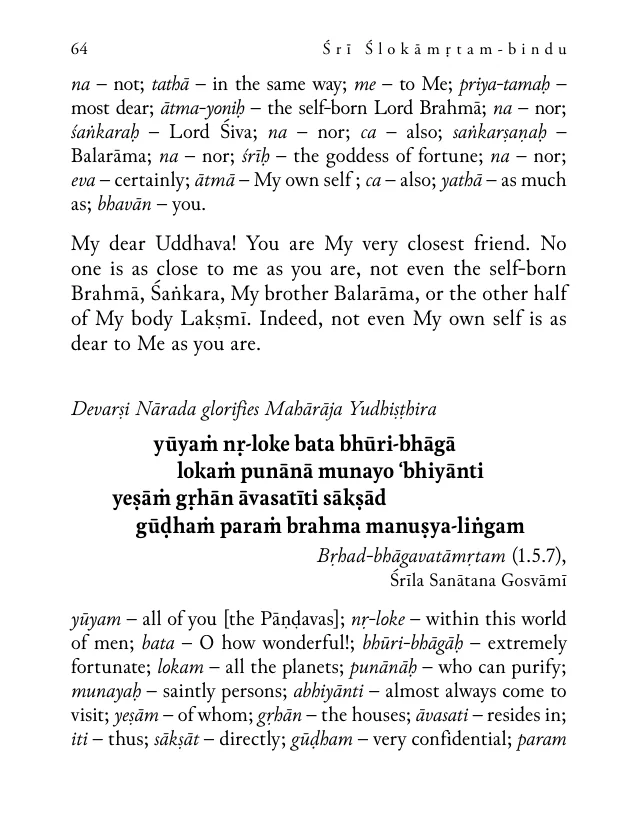 64 Śrī Ślokāmṛtam-bindu
na – not; tathā – in the same way; me – to Me; priya-tamaḥ –
most dear; ātma-yoniḥ – the self-born Lord Brahmā; na – nor;
śaṅkaraḥ – Lord Śiva; na – nor; ca – also; saṅkarṣaṇaḥ –
Balarāma; na – nor; śrīḥ – the goddess of fortune; na – nor;
eva – certainly; ātmā – My own self ; ca – also; yathā – as much
as; bhavān – you.
My dear Uddhava! You are My very closest friend. No
one is as close to me as you are, not even the self-born
Brahmā, Śaṅkara, My brother Balarāma, or the other half
of My body Lakṣmī. Indeed, not even My own self is as
dear to Me as you are.
Devarṣi Nārada glorifies Mahārāja Yudhiṣṭhira
yūyaṁ nṛ-loke bata bhūri-bhāgā
lokaṁ punānā munayo ‘bhiyānti
yeṣāṁ gṛhān āvasatīti sākṣād
gūḍhaṁ paraṁ brahma manuṣya-liṅgam
Bṛhad-bhāgavatāmṛtam (1.5.7),
Śrīla Sanātana Gosvāmī
yūyam – all of you [the Pāṇḍavas]; nṛ-loke – within this world
of men; bata – O how wonderful!; bhūri-bhāgāḥ – extremely
fortunate; lokam – all the planets; punānāḥ – who can purify;
munayaḥ – saintly persons; abhiyānti – almost always come to
visit; yeṣām – of whom; gṛhān – the houses; āvasati – resides in;
iti – thus; sākṣāt – directly; gūḍham – very confidential; param